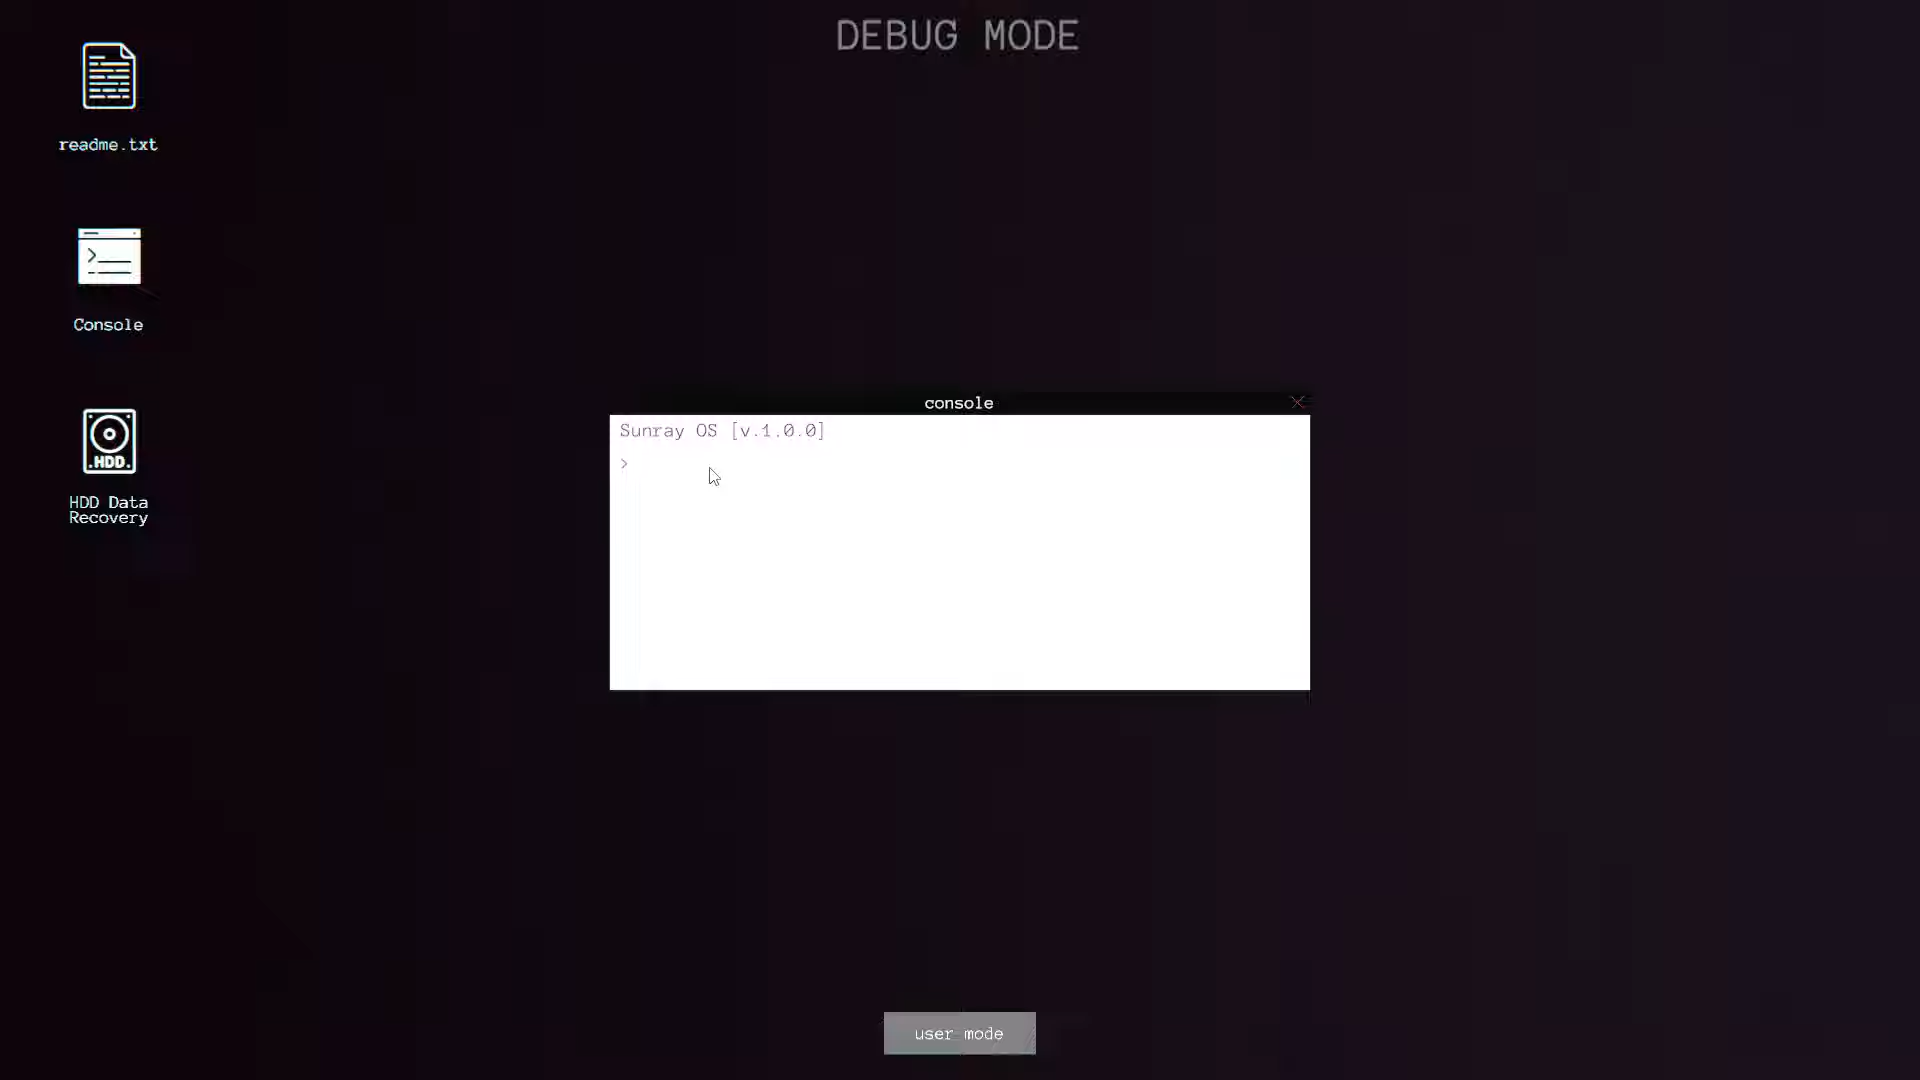 DEBUG MODE
readme.txt
Console
.HDD.
HDD Data
Recovery
console
Sunray OS [v.1.0.0]
>
user mode